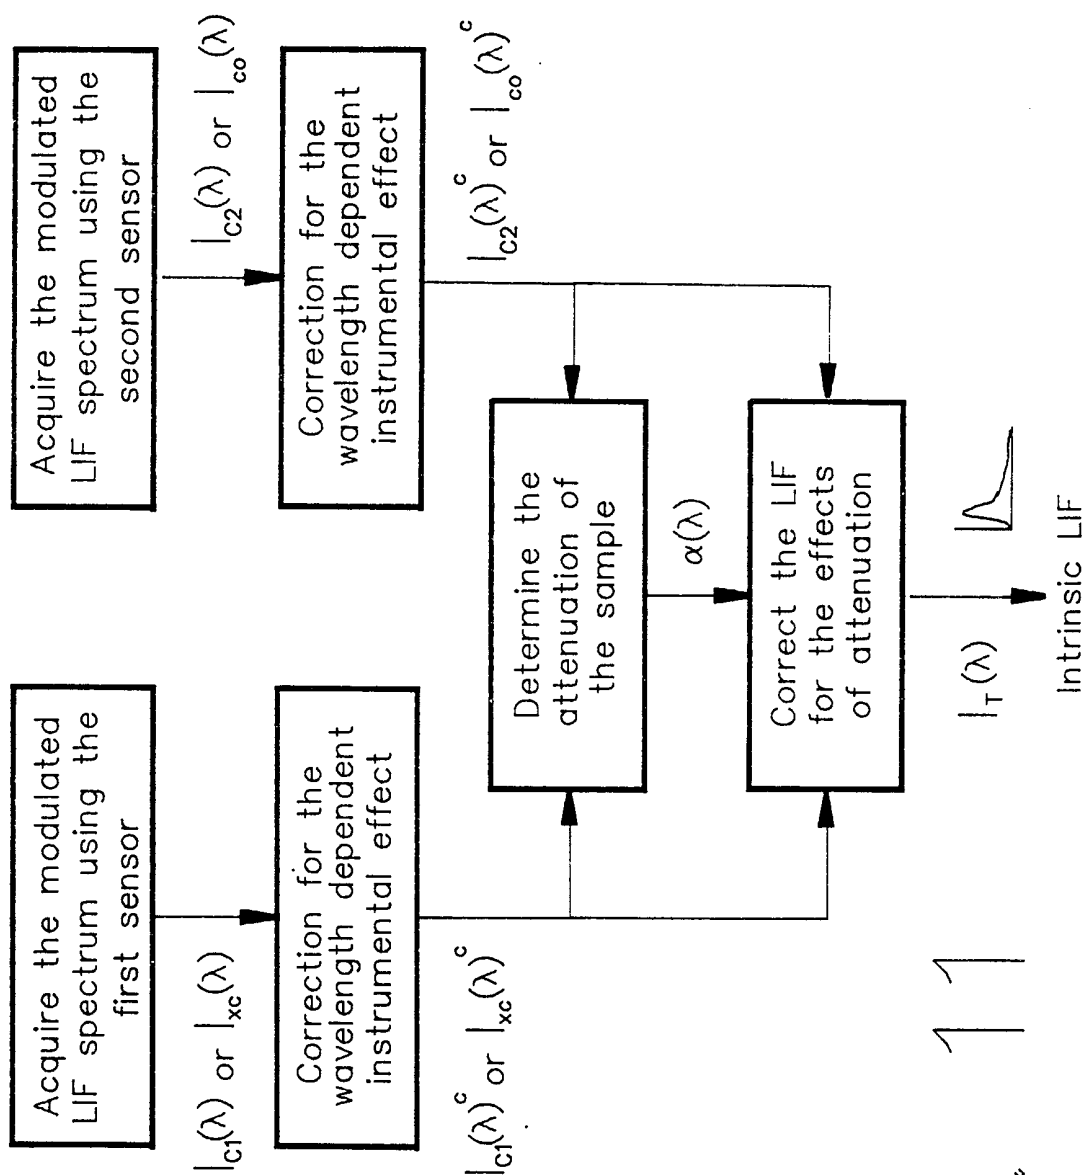 Acquire the modulated
LIF spectrum using the
first sensor
I_C1(λ) or I_xc(λ)
Correction for the
wavelength dependent
instrumental effect
I_C1(λ)^c or I_xc(λ)^c
Acquire the modulated
LIF spectrum using the
second sensor
I_C2(λ) or I_co(λ)
Correction for the
wavelength dependent
instrumental effect
I_C2(λ)^c or I_co(λ)^c
Determine the
attenuation of
the sample
α(λ)
Correct the LIF
for the effects
of attenuation
I_T(λ)
Intrinsic LIF
11